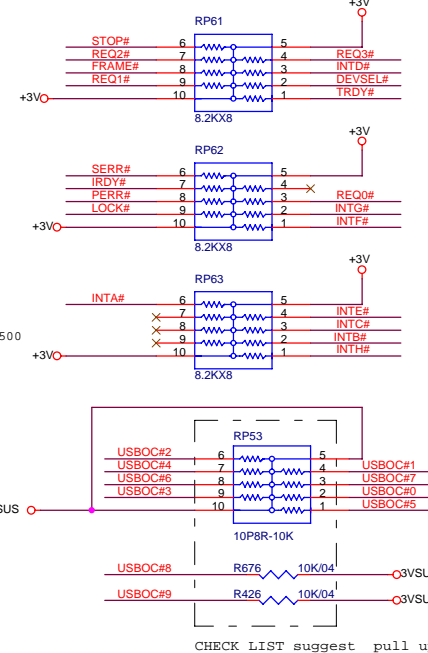 +3V
RP61
STOP# 6 5
REQ2# 7 4 REQ3#
FRAME# 8 3 INTD#
REQ1# 9 2 DEVSEL#
+3V 10 1 TRDY#
8.2KX8
+3V
RP62
SERR# 6 5
IRDY# 7 4
PERR# 8 3 REQ0#
LOCK# 9 2 INTG#
+3V 10 1 INTF#
8.2KX8
+3V
RP63
INTA# 6 5
7 4 INTE#
8 3 INTC#
500 9 2 INTB#
+3V 10 1 INTH#
8.2KX8
RP53
USBOC#2 6 5
USBOC#4 7 4 USBOC#1
USBOC#6 8 3 USBOC#7
USBOC#3 9 2 USBOC#0
SUS 10 1 USBOC#5
10P8R-10K
USBOC#8 R676 10K/04 3VSU
USBOC#9 R426 10K/04 3VSU
CHECK LIST suggest pull u